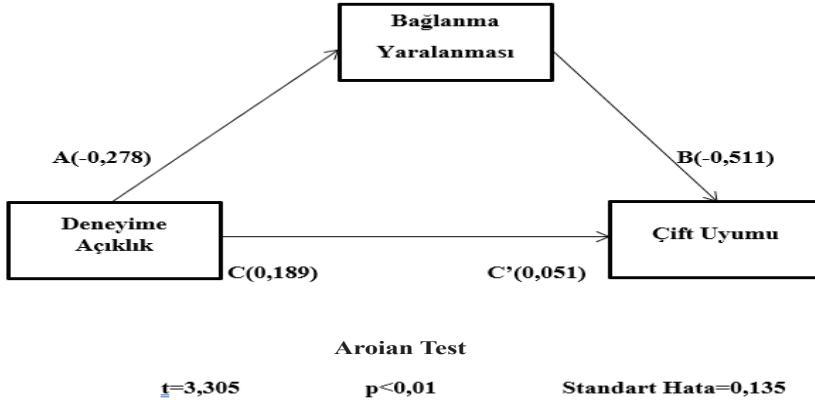 Bağlanma
Yaralanması
A(-0,278)
B(-0,511)
Deneyime
Açıklık
Çift Uyumu
C(0,189)
C’(0,051)
Aroian Test
t=3,305 p<0,01 Standart Hata=0,135